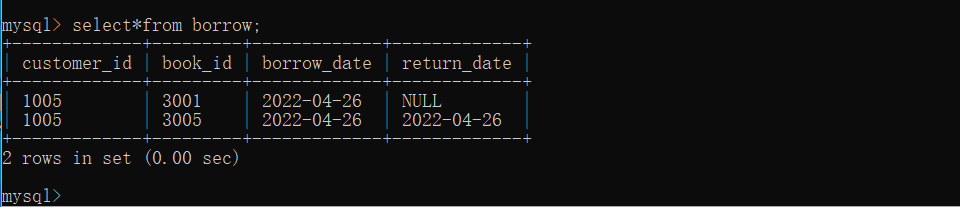 mysql> select*from borrow;
+-------------+---------+-------------+-------------+
| customer_id | book_id | borrow_date | return_date |
+-------------+---------+-------------+-------------+
| 1005        | 3001    | 2022-04-26  | NULL        |
| 1005        | 3005    | 2022-04-26  | 2022-04-26  |
+-------------+---------+-------------+-------------+
2 rows in set (0.00 sec)
mysql>